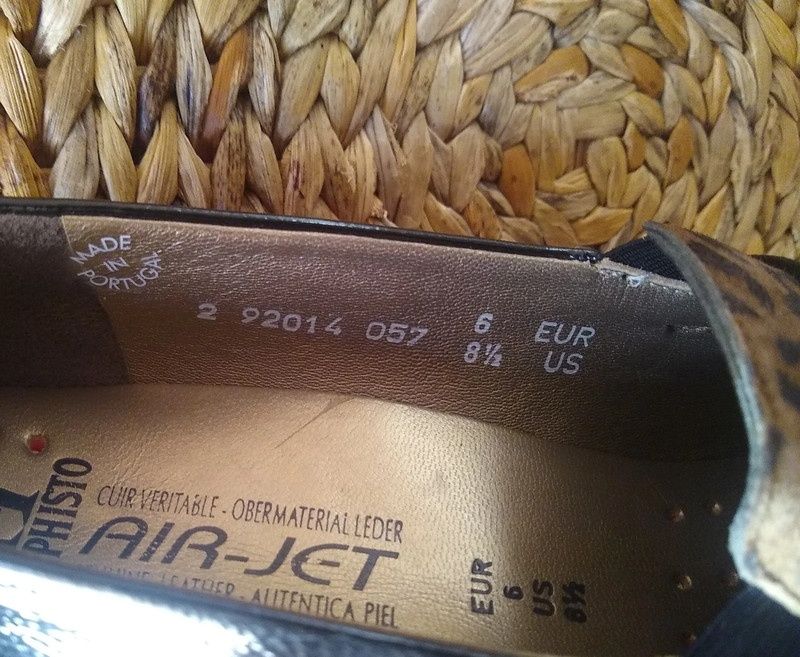 MADE
IN
PORTUGAL
2 92014 057 6 EUR
8½ US
PHISTO
CUIR VERITABLE - OBERMATERIAL LEDER
AIR-JET
LEATHER - AUTENTICA PIEL
EUR
6
US
8½